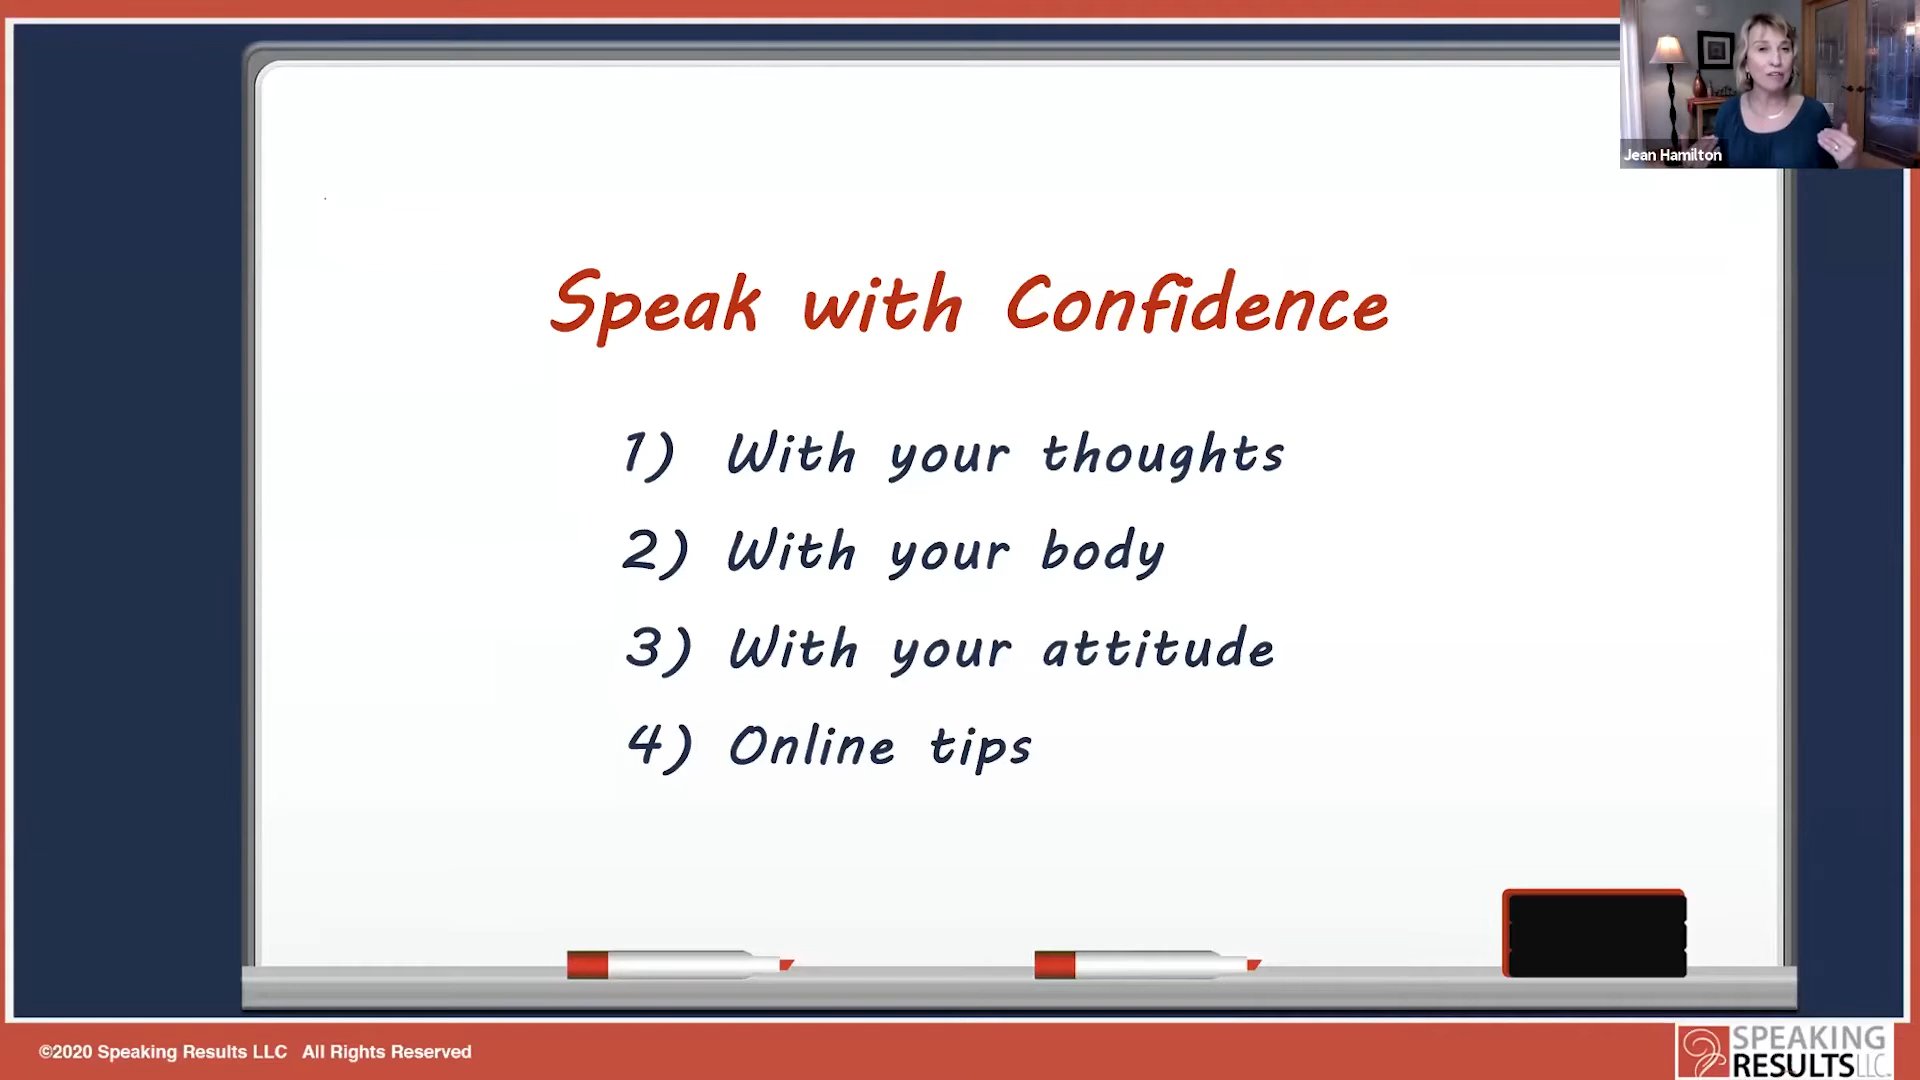 Jean Hamilton
Speak with Confidence
1) With your thoughts
2) With your body
3) With your attitude
4) Online tips
©2020 Speaking Results LLC All Rights Reserved
SPEAKING
RESULTS LLC